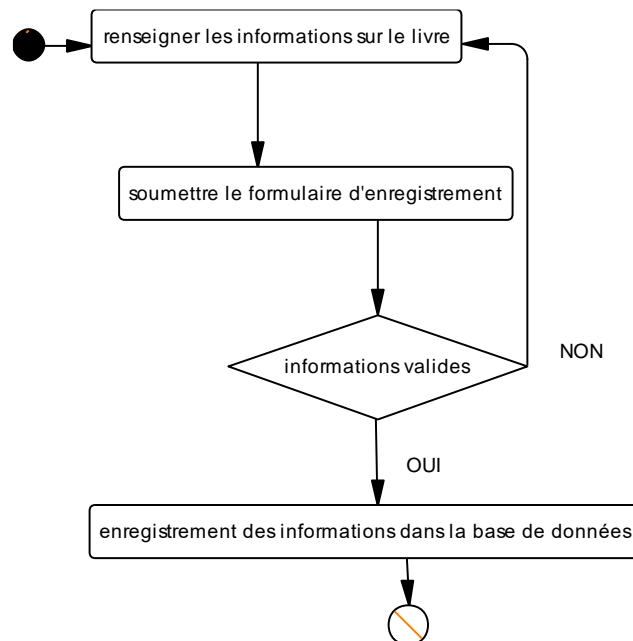 renseigner les informations sur le livre
soumettre le formulaire d'enregistrement
informations valides
NON
OUI
enregistrement des informations dans la base de données